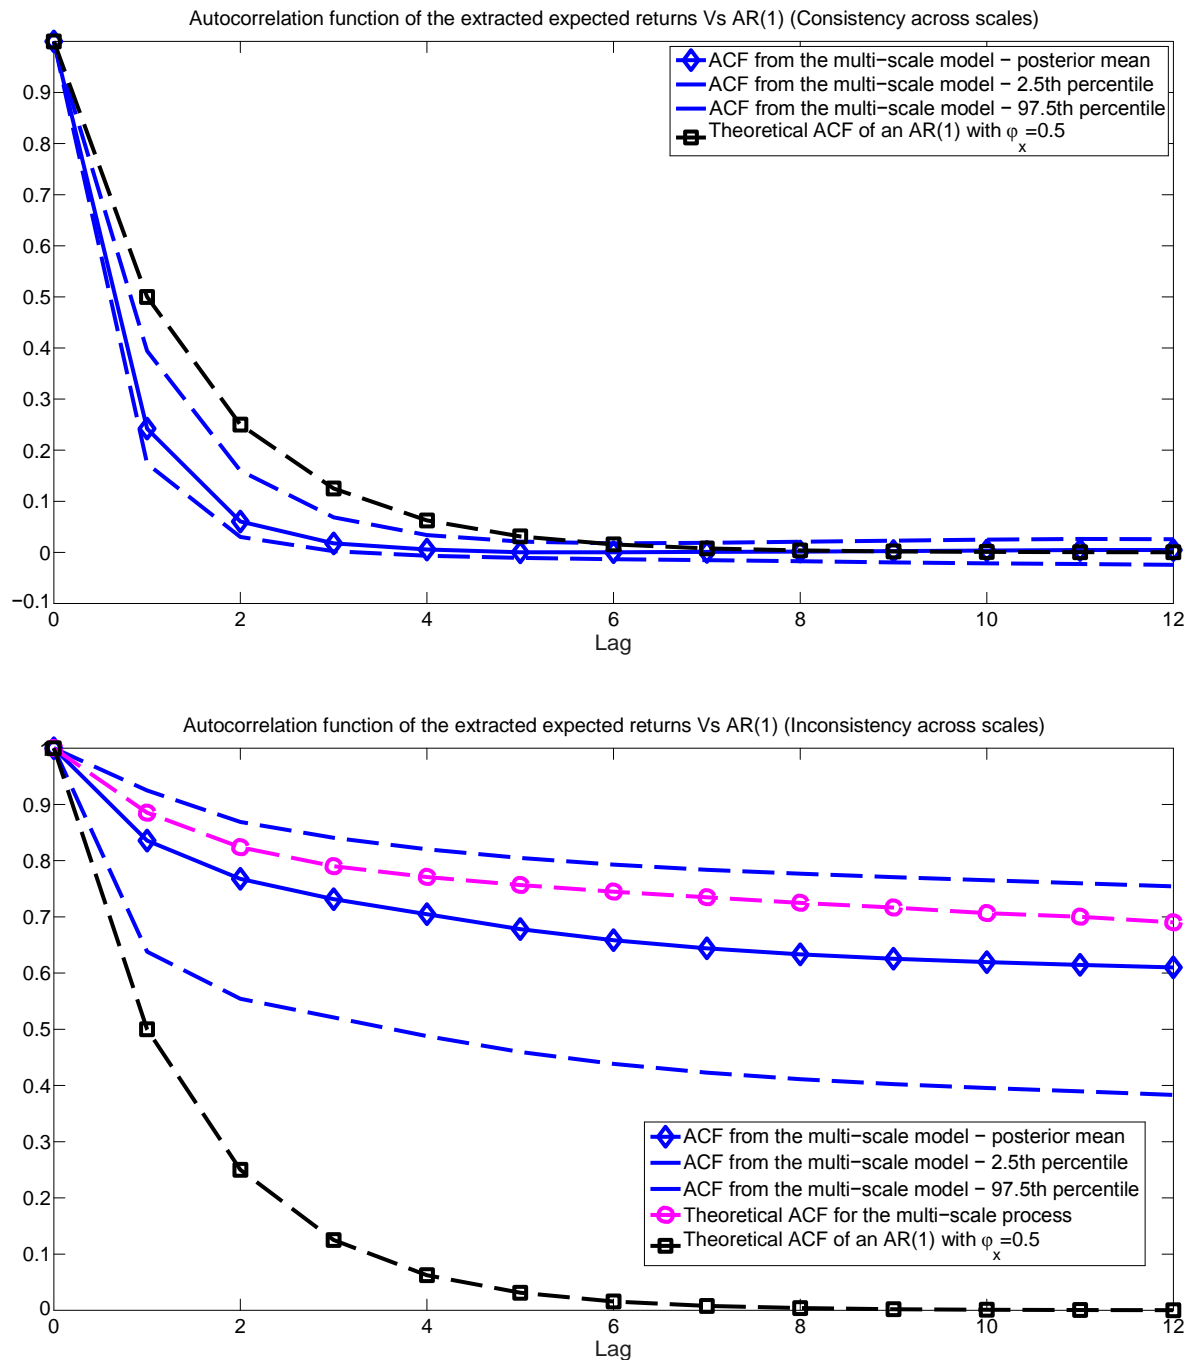 Autocorrelation function of the extracted expected returns Vs AR(1) (Consistency across scales)
ACF from the multi−scale model − posterior mean
ACF from the multi−scale model − 2.5th percentile
ACF from the multi−scale model − 97.5th percentile
Theoretical ACF of an AR(1) with φx=0.5
0.9
0.8
0.7
0.6
0.5
0.4
0.3
0.2
0.1
0
−0.1
0 2 4 6 8 10 12
Lag
Autocorrelation function of the extracted expected returns Vs AR(1) (Inconsistency across scales)
0.9
0.8
0.7
0.6
0.5
0.4
0.3
0.2
0.1
0
ACF from the multi−scale model − posterior mean
ACF from the multi−scale model − 2.5th percentile
ACF from the multi−scale model − 97.5th percentile
Theoretical ACF for the multi−scale process
Theoretical ACF of an AR(1) with φx=0.5
0 2 4 6 8 10 12
Lag